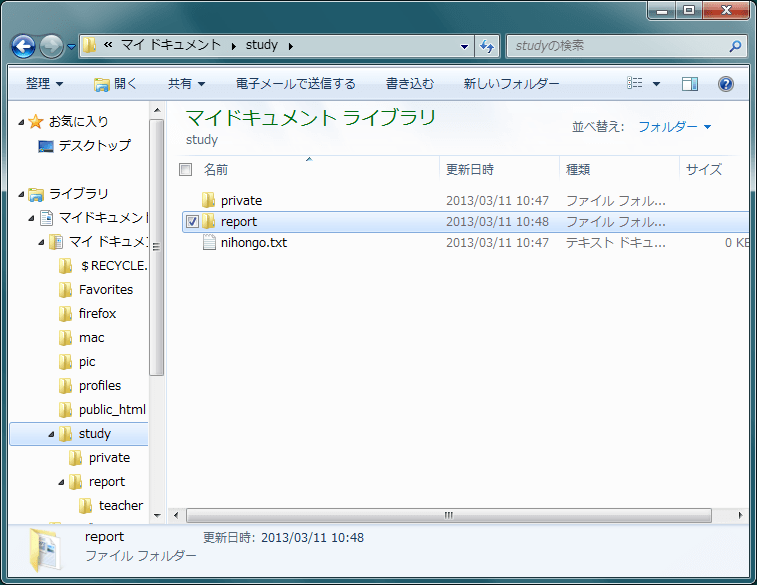 « マイ ドキュメント ▸ study ▸
studyの検索
整理 開く 共有 電子メールで送信する 書き込む 新しいフォルダー
お気に入り
デスクトップ
ライブラリ
マイドキュメント
マイ ドキュメ
$RECYCLE.
Favorites
firefox
mac
pic
profiles
public_html
study
private
report
teacher
マイドキュメント ライブラリ
study
並べ替え: フォルダー
名前 更新日時 種類 サイズ
private 2013/03/11 10:47 ファイル フォル...
report 2013/03/11 10:48 ファイル フォル...
nihongo.txt 2013/03/11 10:47 テキスト ドキュ... 0 KB
report 更新日時: 2013/03/11 10:48
ファイル フォルダー